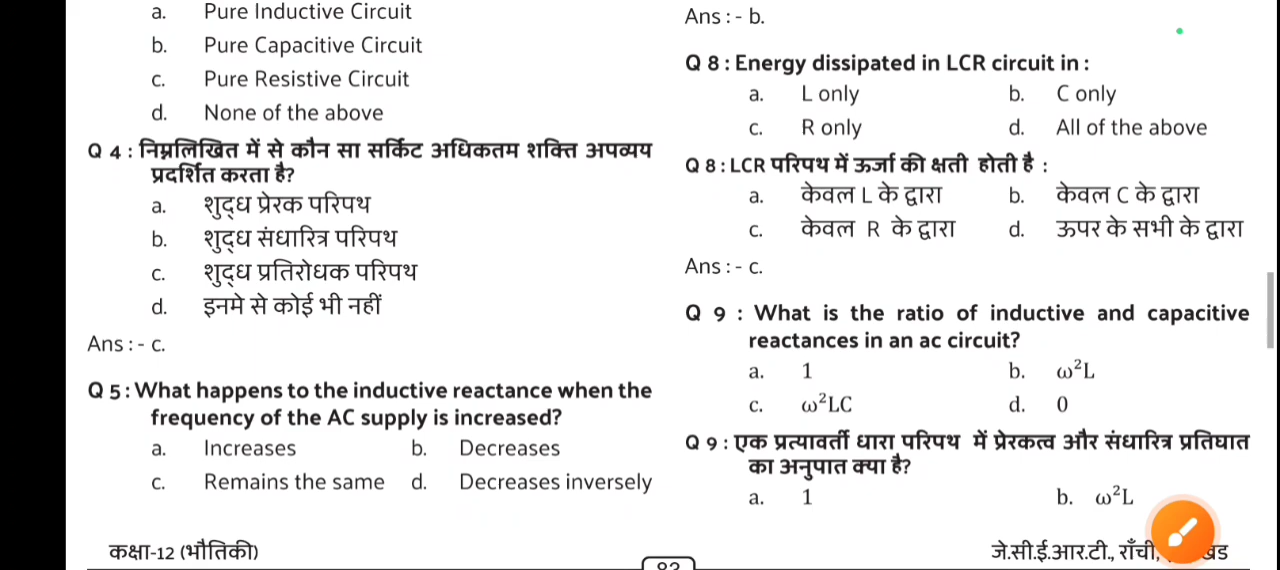 a. Pure Inductive Circuit
b. Pure Capacitive Circuit
c. Pure Resistive Circuit
d. None of the above
Q 4 : निम्नलिखित में से कौन सा सर्किट अधिकतम शक्ति अपव्यय
प्रदर्शित करता है?
a. शुद्ध प्रेरक परिपथ
b. शुद्ध संधारित्र परिपथ
c. शुद्ध प्रतिरोधक परिपथ
d. इनमे से कोई भी नहीं
Ans : - c.
Q 5 : What happens to the inductive reactance when the
frequency of the AC supply is increased?
a. Increases b. Decreases
c. Remains the same d. Decreases inversely
Ans : - b.
Q 8 : Energy dissipated in LCR circuit in :
a. L only b. C only
c. R only d. All of the above
Q 8 : LCR परिपथ में ऊर्जा की क्षती होती है :
a. केवल L के द्वारा b. केवल C के द्वारा
c. केवल R के द्वारा d. ऊपर के सभी के द्वारा
Ans : - c.
Q 9 : What is the ratio of inductive and capacitive
reactances in an ac circuit?
a. 1 b. ω²L
c. ω²LC d. 0
Q 9 : एक प्रत्यावर्ती धारा परिपथ में प्रेरकत्व और संधारित्र प्रतिघात
का अनुपात क्या है?
a. 1 b. ω²L
कक्षा-12 (भौतिकी)
जे.सी.ई.आर.टी., राँची,